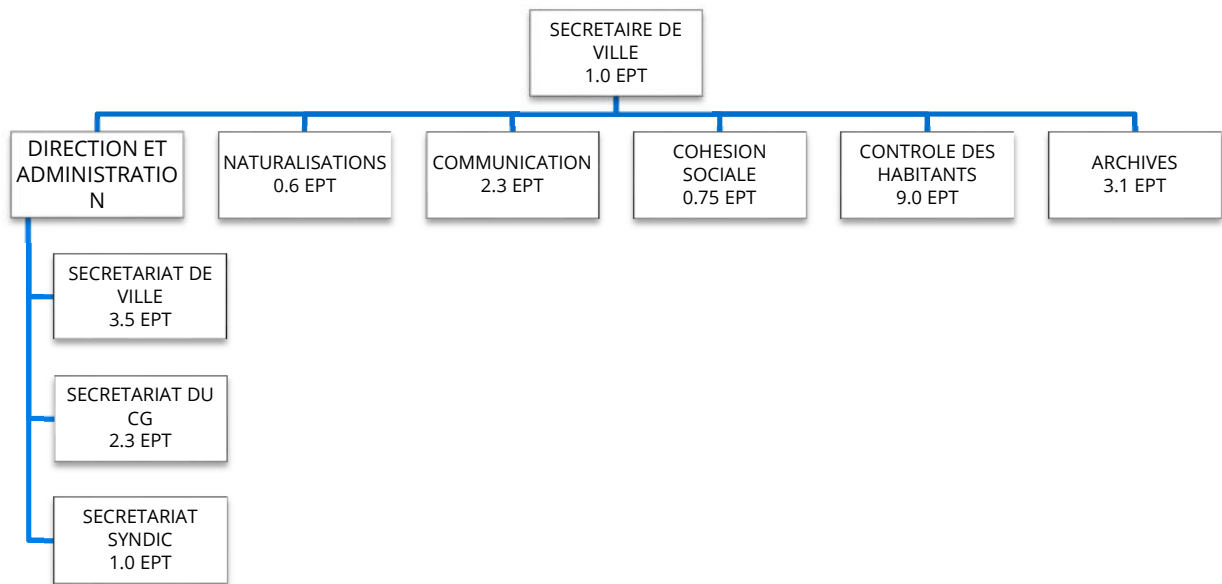 SECRETAIRE DE
VILLE
1.0 EPT
DIRECTION ET
ADMINISTRATIO
N
NATURALISATIONS
0.6 EPT
COMMUNICATION
2.3 EPT
COHESION
SOCIALE
0.75 EPT
CONTROLE DES
HABITANTS
9.0 EPT
ARCHIVES
3.1 EPT
SECRETARIAT DE
VILLE
3.5 EPT
SECRETARIAT DU
CG
2.3 EPT
SECRETARIAT
SYNDIC
1.0 EPT